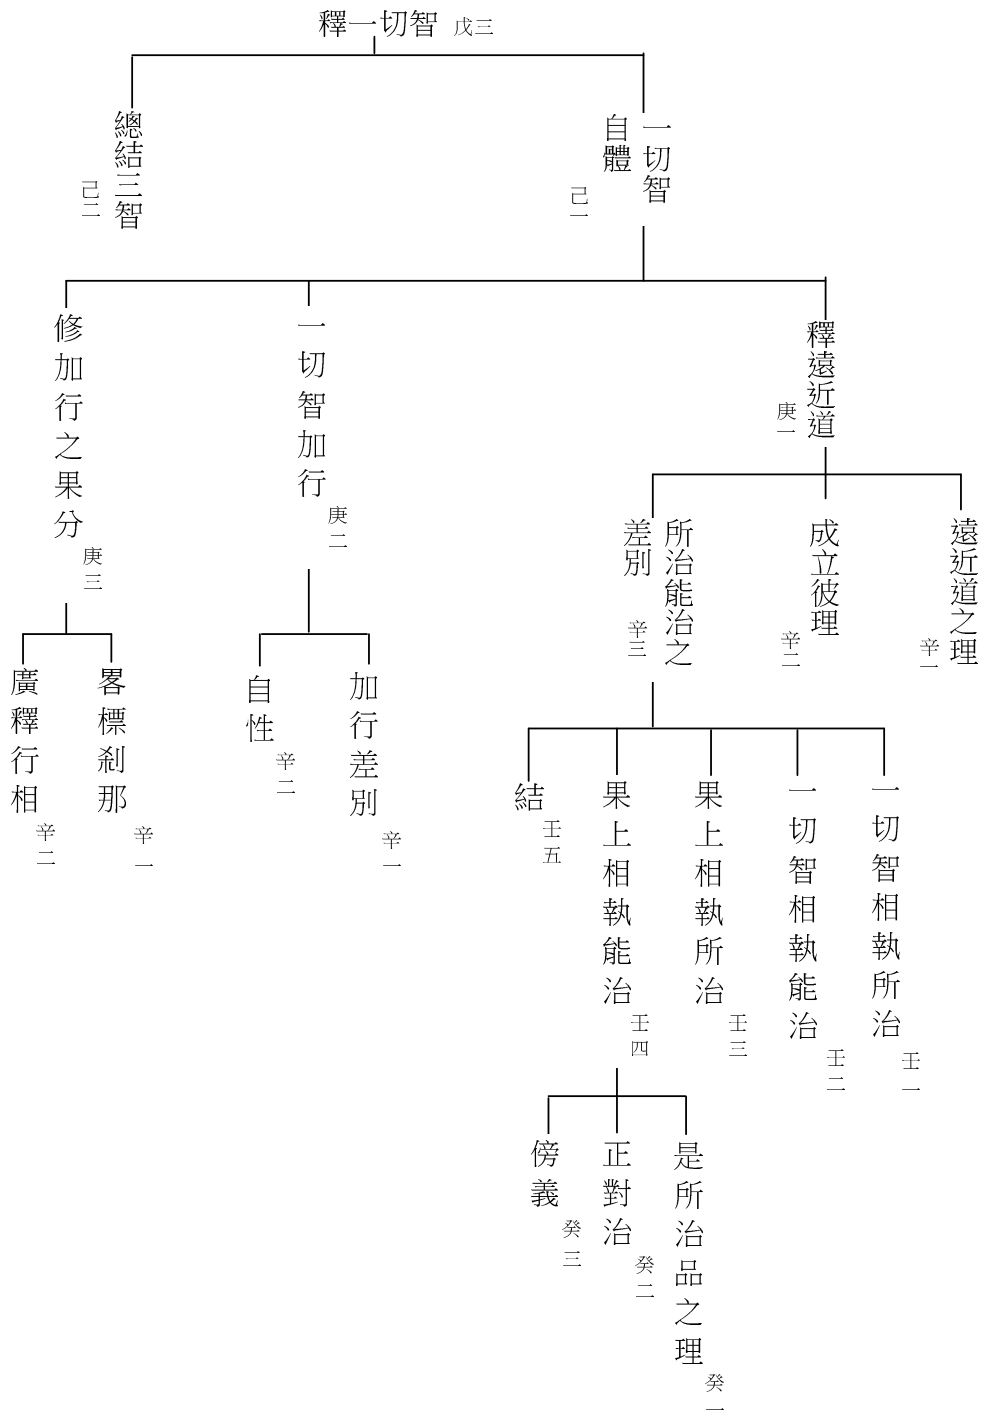 釋一切智 戊三
一切智
自體 己一
總結三智 己二
釋遠近道 庚一
一切智加行 庚二
修加行之果分 庚三
遠近道之理 辛一
成立彼理 辛二
所治能治之
差別 辛三
加行差別 辛一
自性 辛二
畧標剎那 辛一
廣釋行相 辛二
一切智相執所治 壬一
一切智相執能治 壬二
果上相執所治 壬三
果上相執能治 壬四
結 壬五
是所治品之理 癸一
正對治 癸二
傍義 癸三